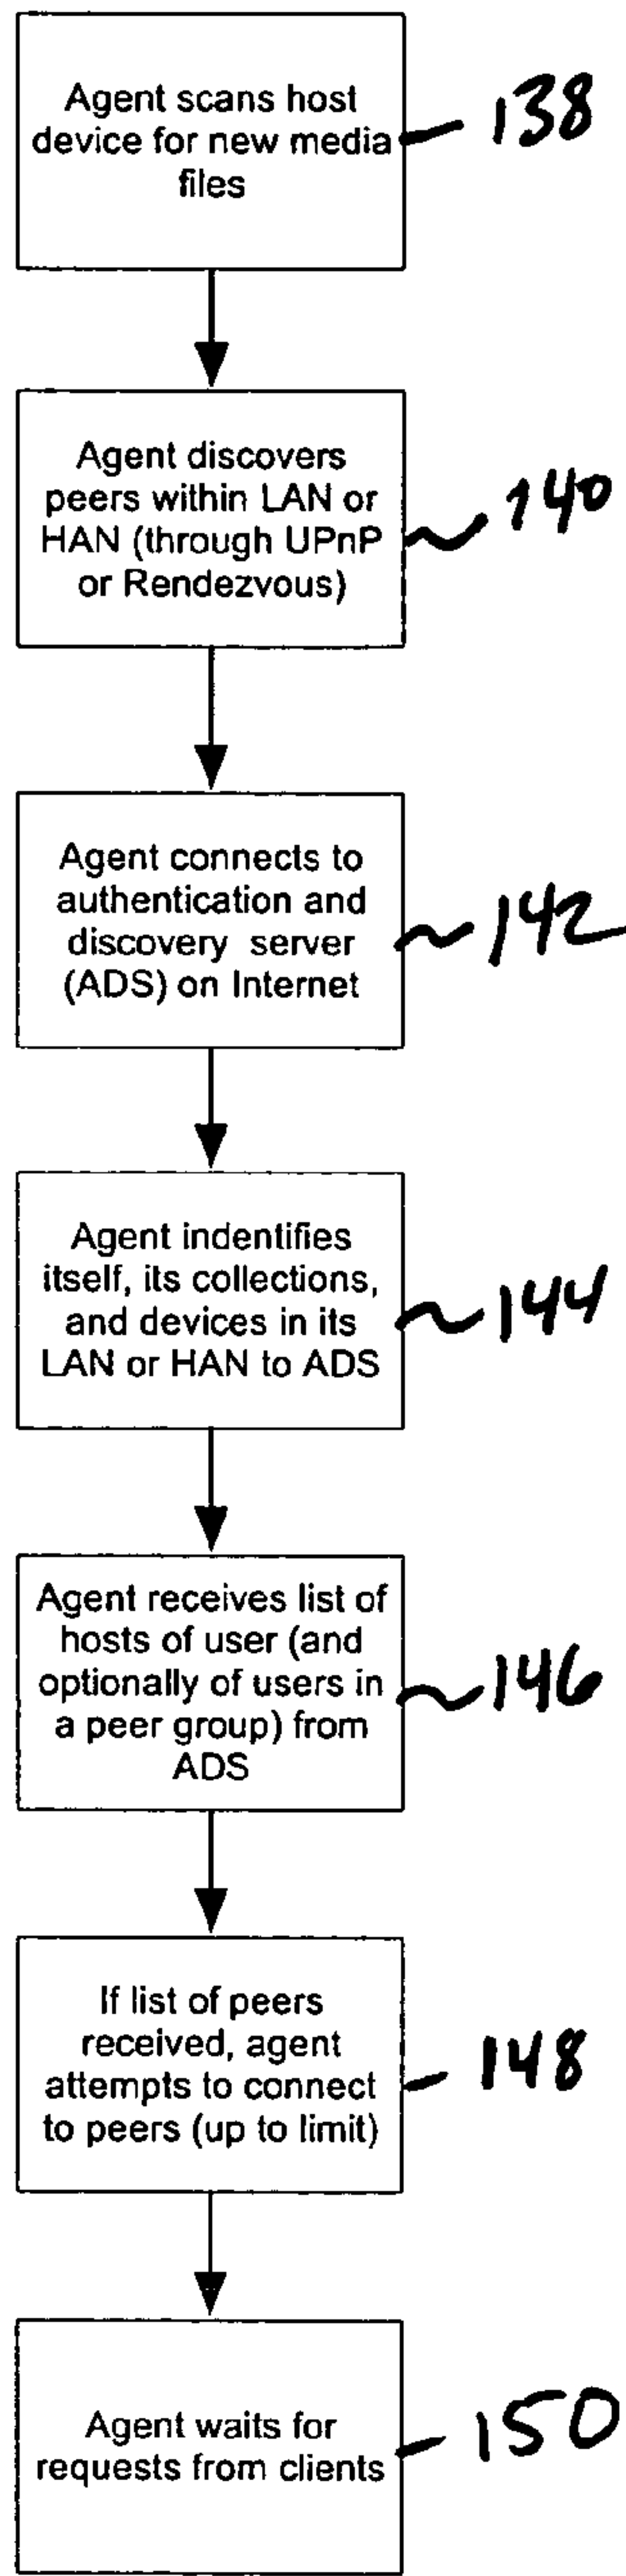 Agent scans host
device for new media
files
138
Agent discovers
peers within LAN or
HAN (through UPnP
or Rendezvous)
140
Agent connects to
authentication and
discovery server
(ADS) on Internet
142
Agent indentifies
itself, its collections,
and devices in its
LAN or HAN to ADS
144
Agent receives list of
hosts of user (and
optionally of users in
a peer group) from
ADS
146
If list of peers
received, agent
attempts to connect
to peers (up to limit)
148
Agent waits for
requests from clients
150